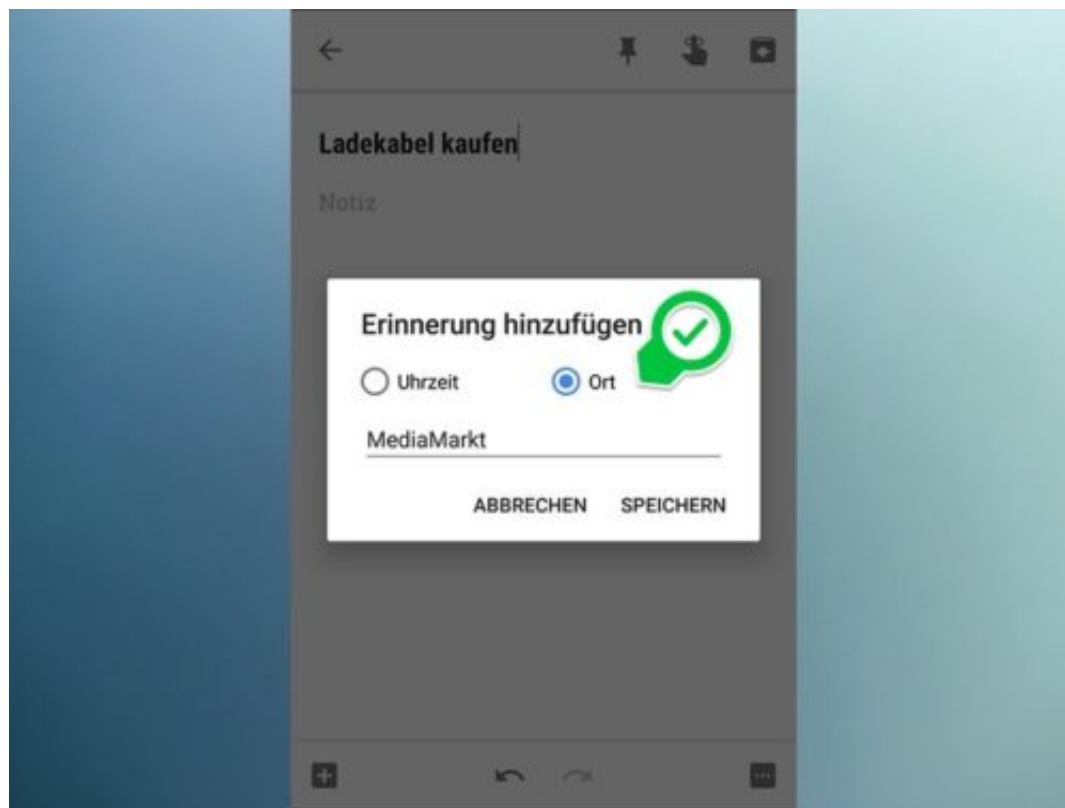 Ladekabel kaufen
Notiz
Erinnerung hinzufügen
Uhrzeit Ort
MediaMarkt
ABBRECHEN SPEICHERN